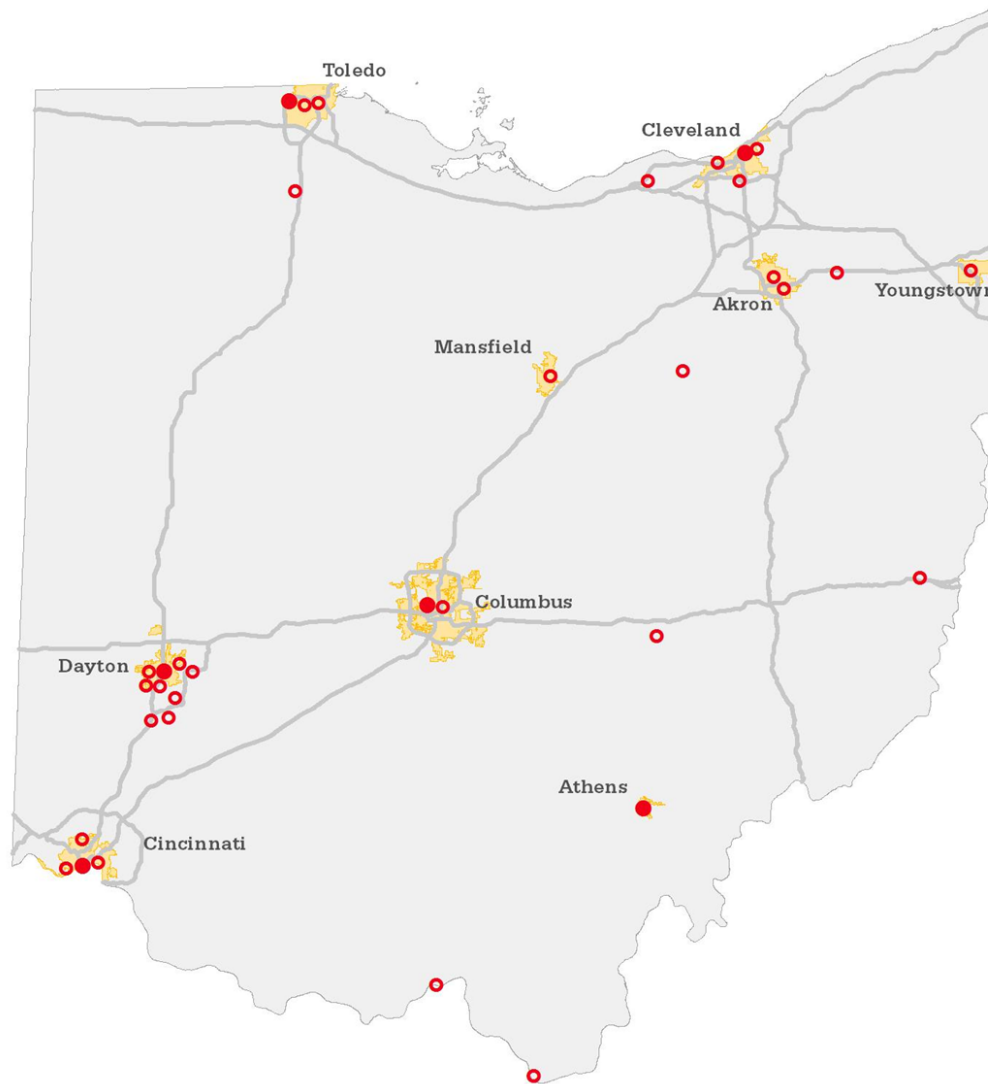 Toledo
Cleveland
Youngstown
Akron
Mansfield
Columbus
Dayton
Athens
Cincinnati